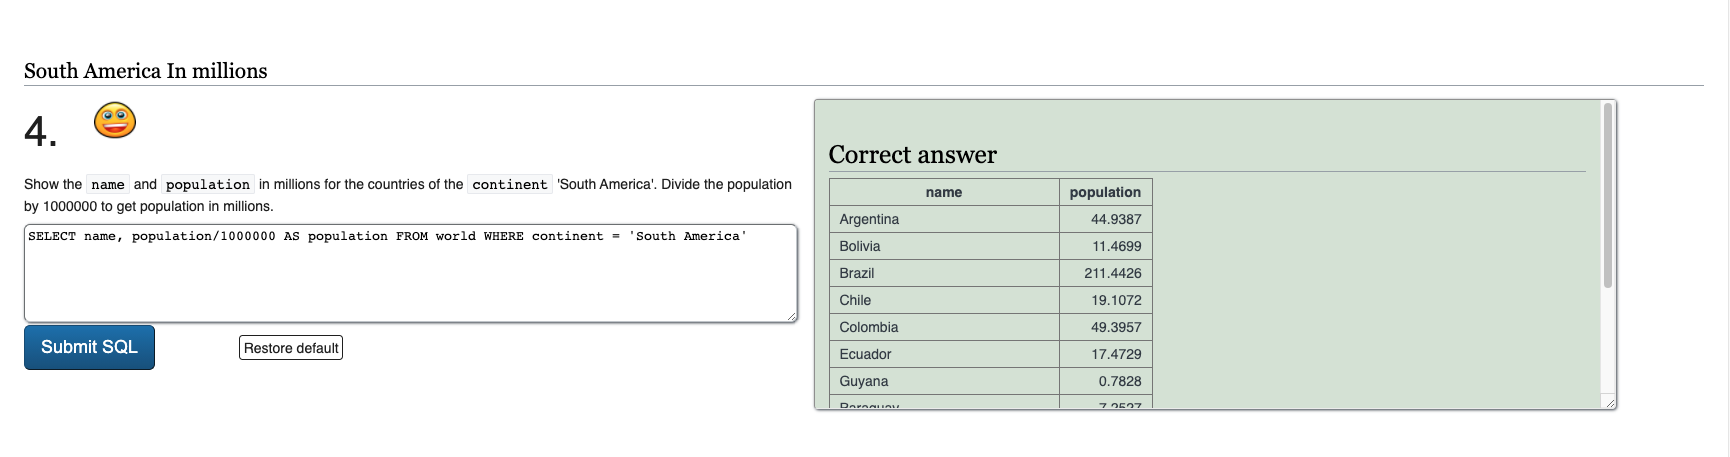 South America In millions
4.
Show the name and population in millions for the countries of the continent 'South America'. Divide the population
by 1000000 to get population in millions.
SELECT name, population/1000000 AS population FROM world WHERE continent = 'South America'
Submit SQL
Restore default
Correct answer
name population
Argentina 44.9387
Bolivia 11.4699
Brazil 211.4426
Chile 19.1072
Colombia 49.3957
Ecuador 17.4729
Guyana 0.7828
Paraguay 7.2527